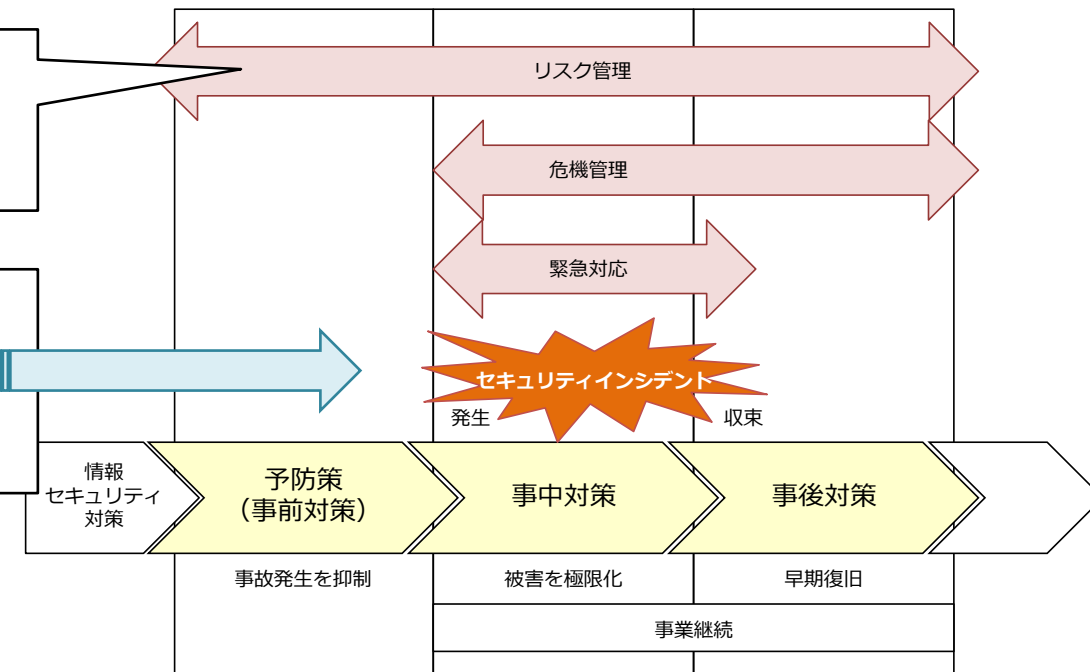 リスク管理
危機管理
緊急対応
セキュリティインシデント
発生
収束
情報
セキュリティ
対策
予防策
（事前対策）
事中対策
事後対策
事故発生を抑制
被害を極限化
早期復旧
事業継続